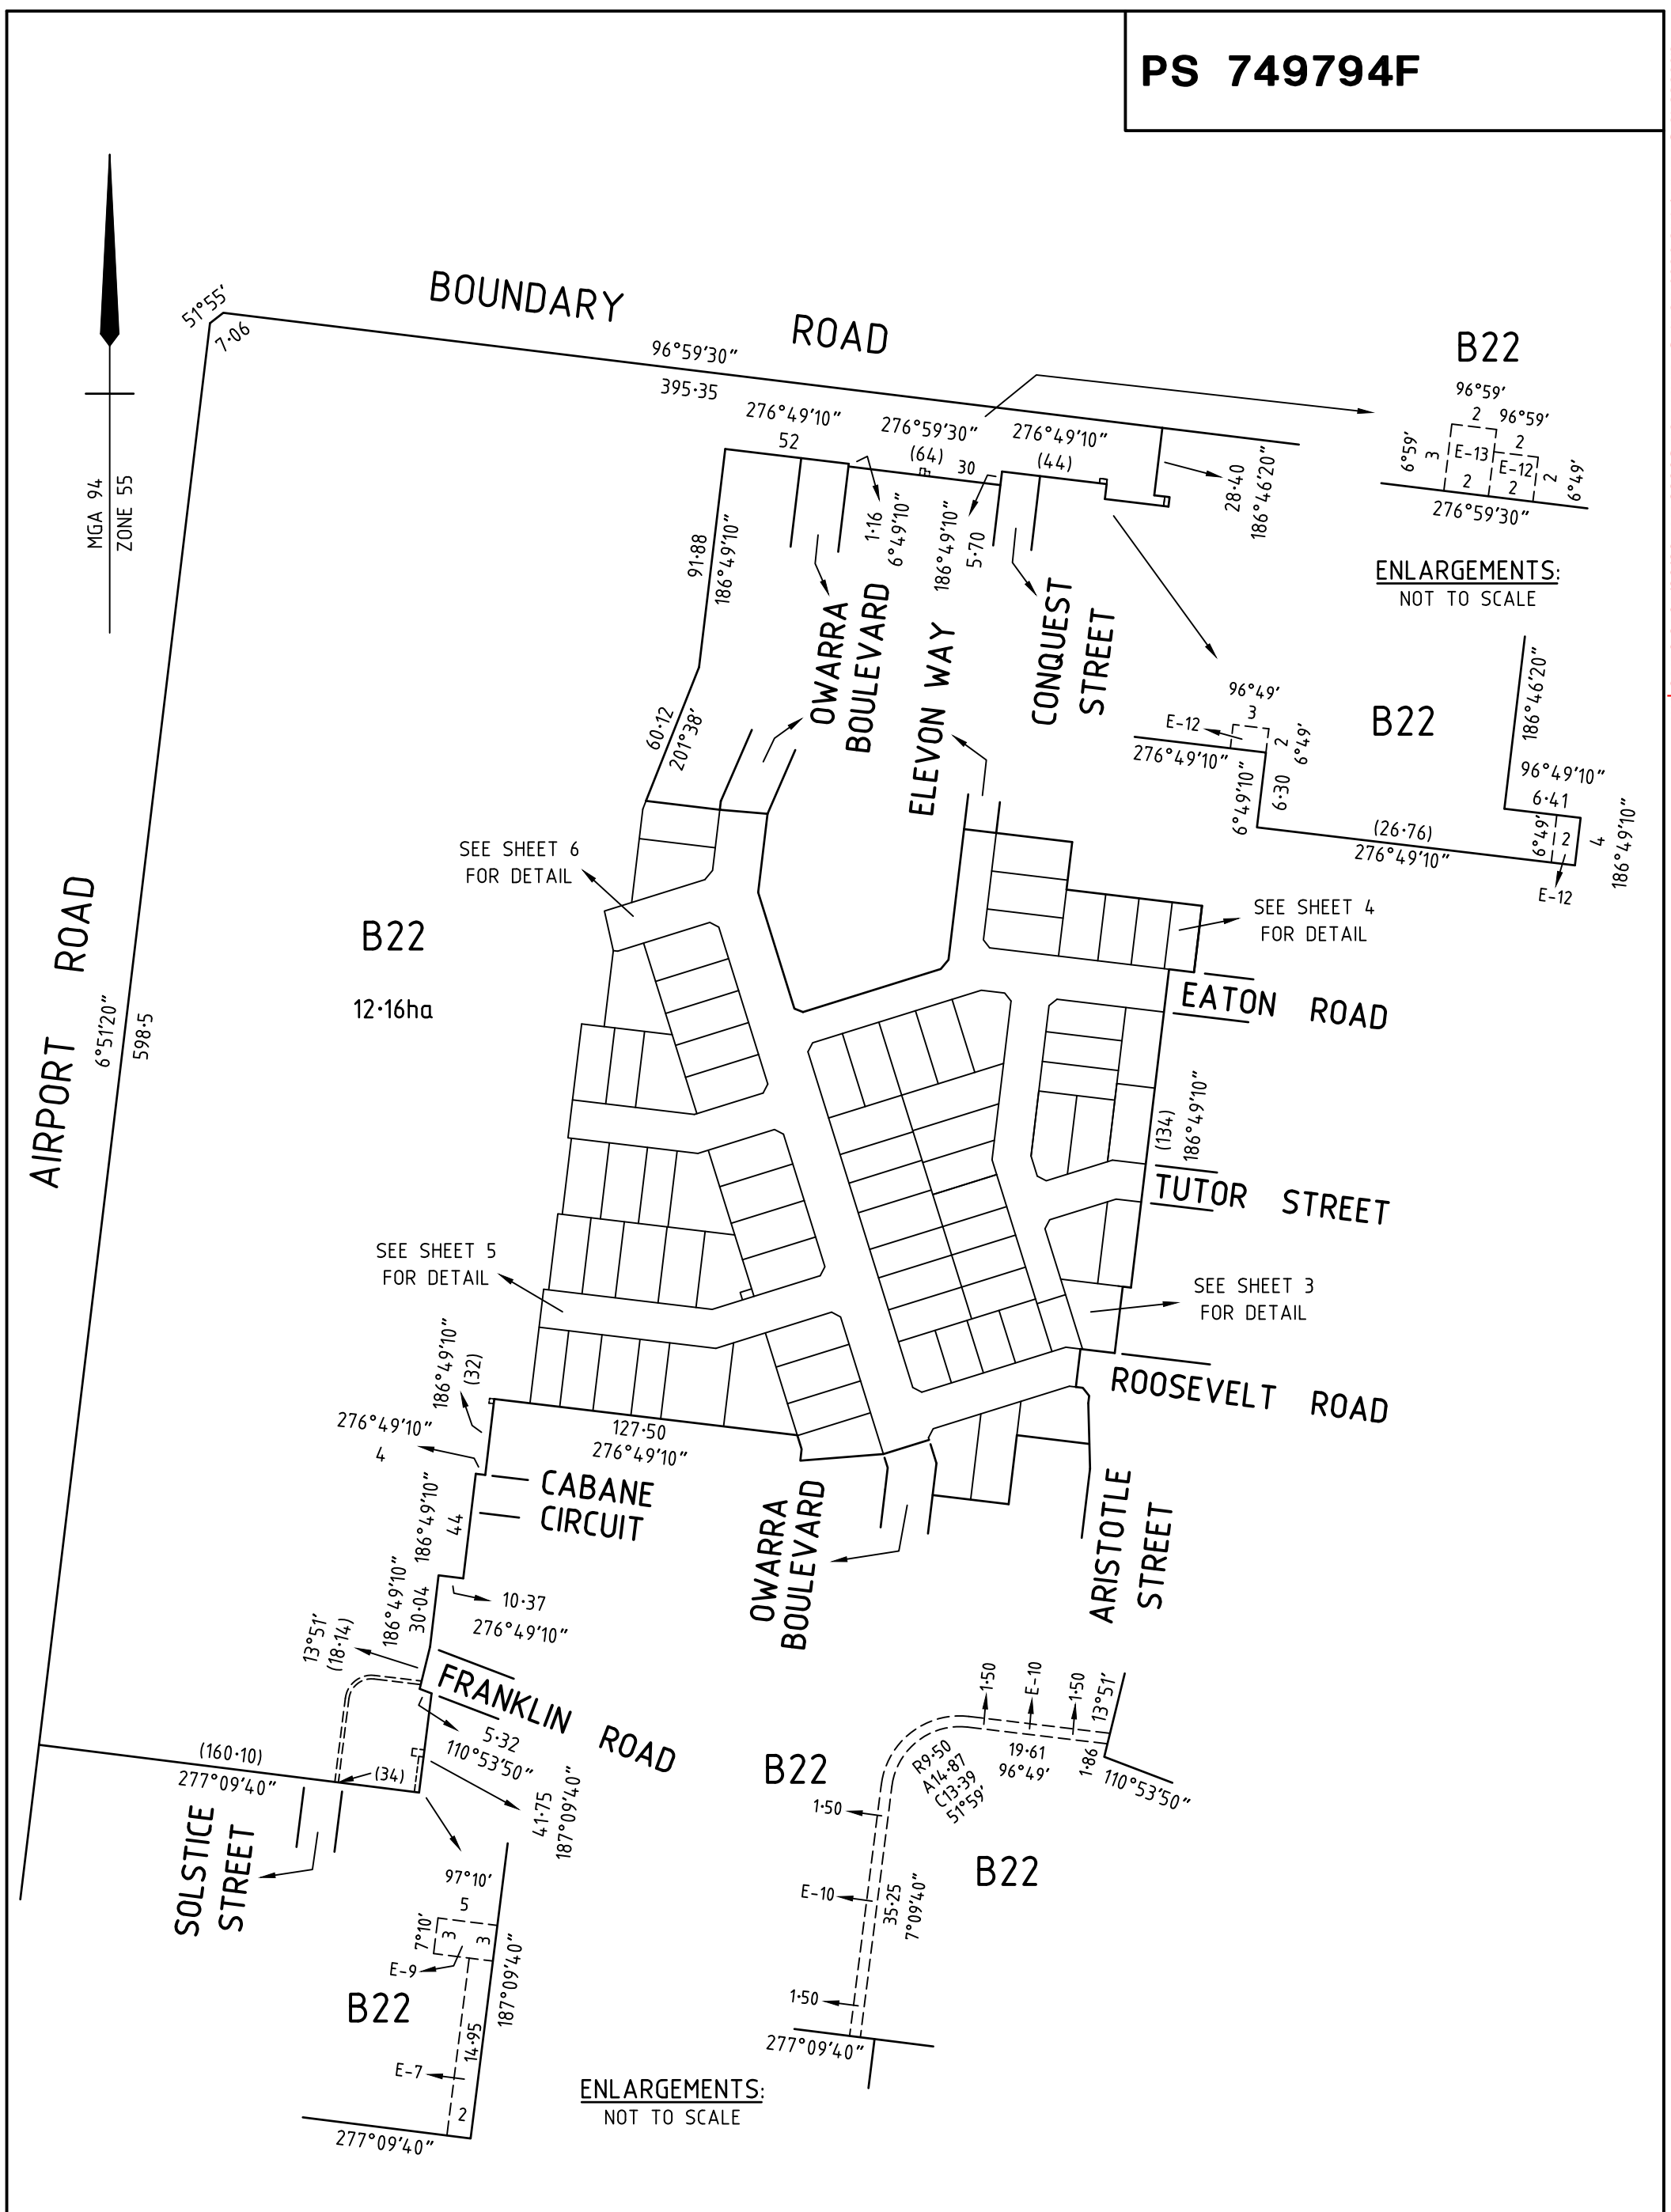 PS 749794F
MGA 94
ZONE 55
51°55'
7·06
BOUNDARY ROAD
96°59'30"
395·35
276°49'10"
52
276°59'30"
(64)
30
276°49'10"
(44)
28·40
186°46'20"
B22
96°59'
2
96°59'
2
6°59'
3
E-13
E-12
2
2
2
6°49'
276°59'30"
ENLARGEMENTS:
NOT TO SCALE
91·88
186°49'10"
1·16
6°49'10"
186°49'10"
5·70
OWARRA
BOULEVARD
ELEVON WAY
CONQUEST
STREET
60·12
201°38'
96°49'
3
E-12
2
6°49'
276°49'10"
6°49'10"
6·30
B22
186°46'20"
96°49'10"
6·41
6°49'
2
4
186°49'10"
(26·76)
276°49'10"
E-12
SEE SHEET 6
FOR DETAIL
SEE SHEET 4
FOR DETAIL
B22
12·16ha
AIRPORT ROAD
6°51'20"
598·5
EATON ROAD
(134)
186°49'10"
TUTOR STREET
SEE SHEET 5
FOR DETAIL
SEE SHEET 3
FOR DETAIL
ROOSEVELT ROAD
186°49'10"
(32)
276°49'10"
4
127·50
276°49'10"
CABANE
CIRCUIT
186°49'10"
44
OWARRA
BOULEVARD
ARISTOTLE
STREET
186°49'10"
30·04
10·37
276°49'10"
13°51'
(18·14)
FRANKLIN ROAD
5·32
110°53'50"
(160·10)
277°09'40"
(34)
41·75
187°09'40"
SOLSTICE
STREET
97°10'
5
7°10'
3
3
E-9
187°09'40"
B22
14·95
E-7
2
277°09'40"
ENLARGEMENTS:
NOT TO SCALE
B22
1·50
E-10
1·50
13°51'
R9·50
A14·87
C13·39
51°59'
19·61
96°49'
1·86
110°53'50"
1·50
B22
E-10
35·25
7°09'40"
1·50
277°09'40"